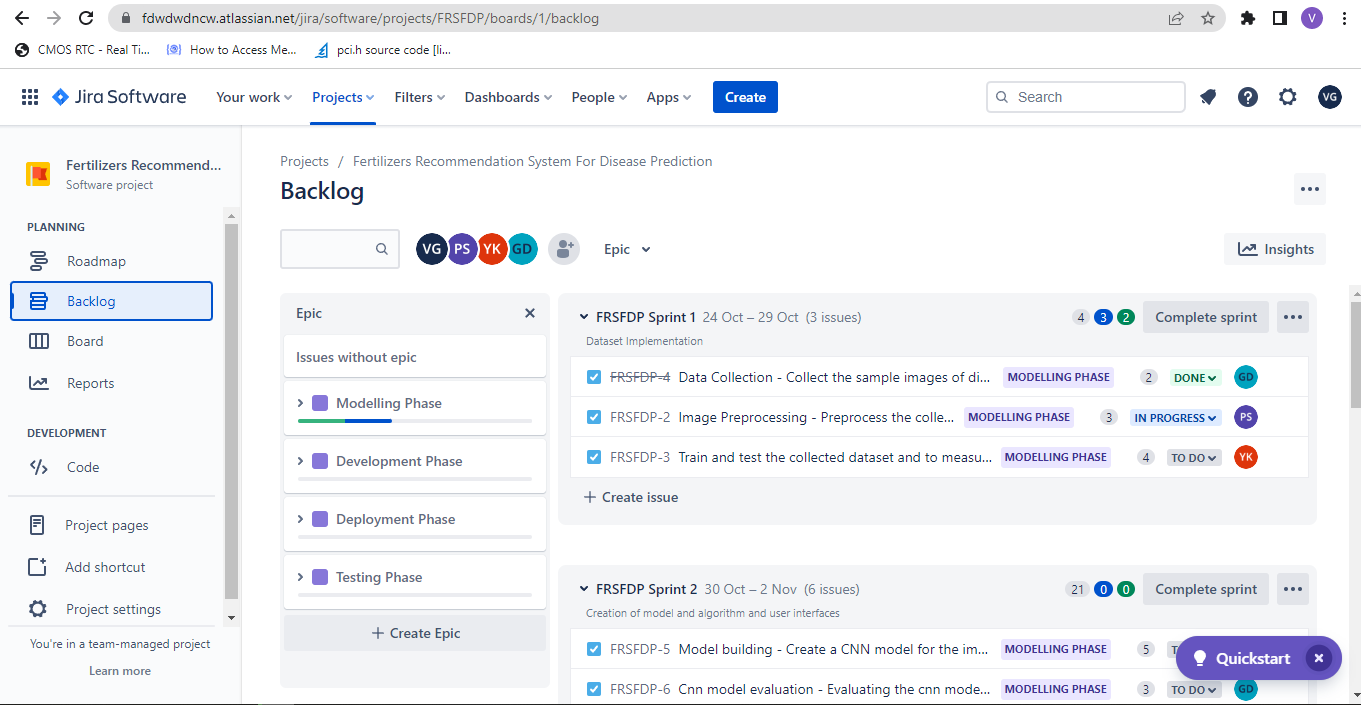 fdwdwdncw.atlassian.net/jira/software/projects/FRSFDP/boards/1/backlog
V
CMOS RTC - Real Ti...
How to Access Me...
pci.h source code [li...
Jira Software
Your work
Projects
Filters
Dashboards
People
Apps
Create
Search
VG
Fertilizers Recommend...
Software project
PLANNING
Roadmap
Backlog
Board
Reports
DEVELOPMENT
Code
Project pages
Add shortcut
Project settings
You're in a team-managed project
Learn more
Projects / Fertilizers Recommendation System For Disease Prediction
Backlog
VG PS YK GD
Epic
Insights
Epic
Issues without epic
Modelling Phase
Development Phase
Deployment Phase
Testing Phase
+ Create Epic
FRSFDP Sprint 1 24 Oct – 29 Oct (3 issues) 4 3 2 Complete sprint
Dataset Implementation
FRSFDP-4 Data Collection - Collect the sample images of di... MODELLING PHASE 2 DONE GD
FRSFDP-2 Image Preprocessing - Preprocess the colle... MODELLING PHASE 3 IN PROGRESS PS
FRSFDP-3 Train and test the collected dataset and to measu... MODELLING PHASE 4 TO DO YK
+ Create issue
FRSFDP Sprint 2 30 Oct – 2 Nov (6 issues) 21 0 0 Complete sprint
Creation of model and algorithm and user interfaces
FRSFDP-5 Model building - Create a CNN model for the im... MODELLING PHASE 5
Quickstart
FRSFDP-6 Cnn model evaluation - Evaluating the cnn mode... MODELLING PHASE 3 TO DO GD